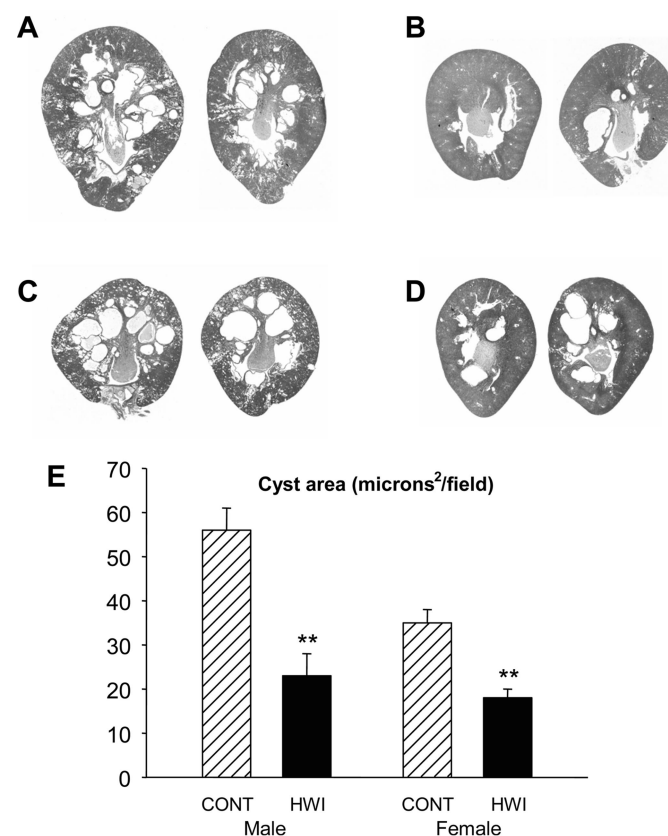 A
B
C
D
E
Cyst area (microns²/field)
70
60
50
40
30
20
10
0
**
**
CONT HWI CONT HWI
Male Female